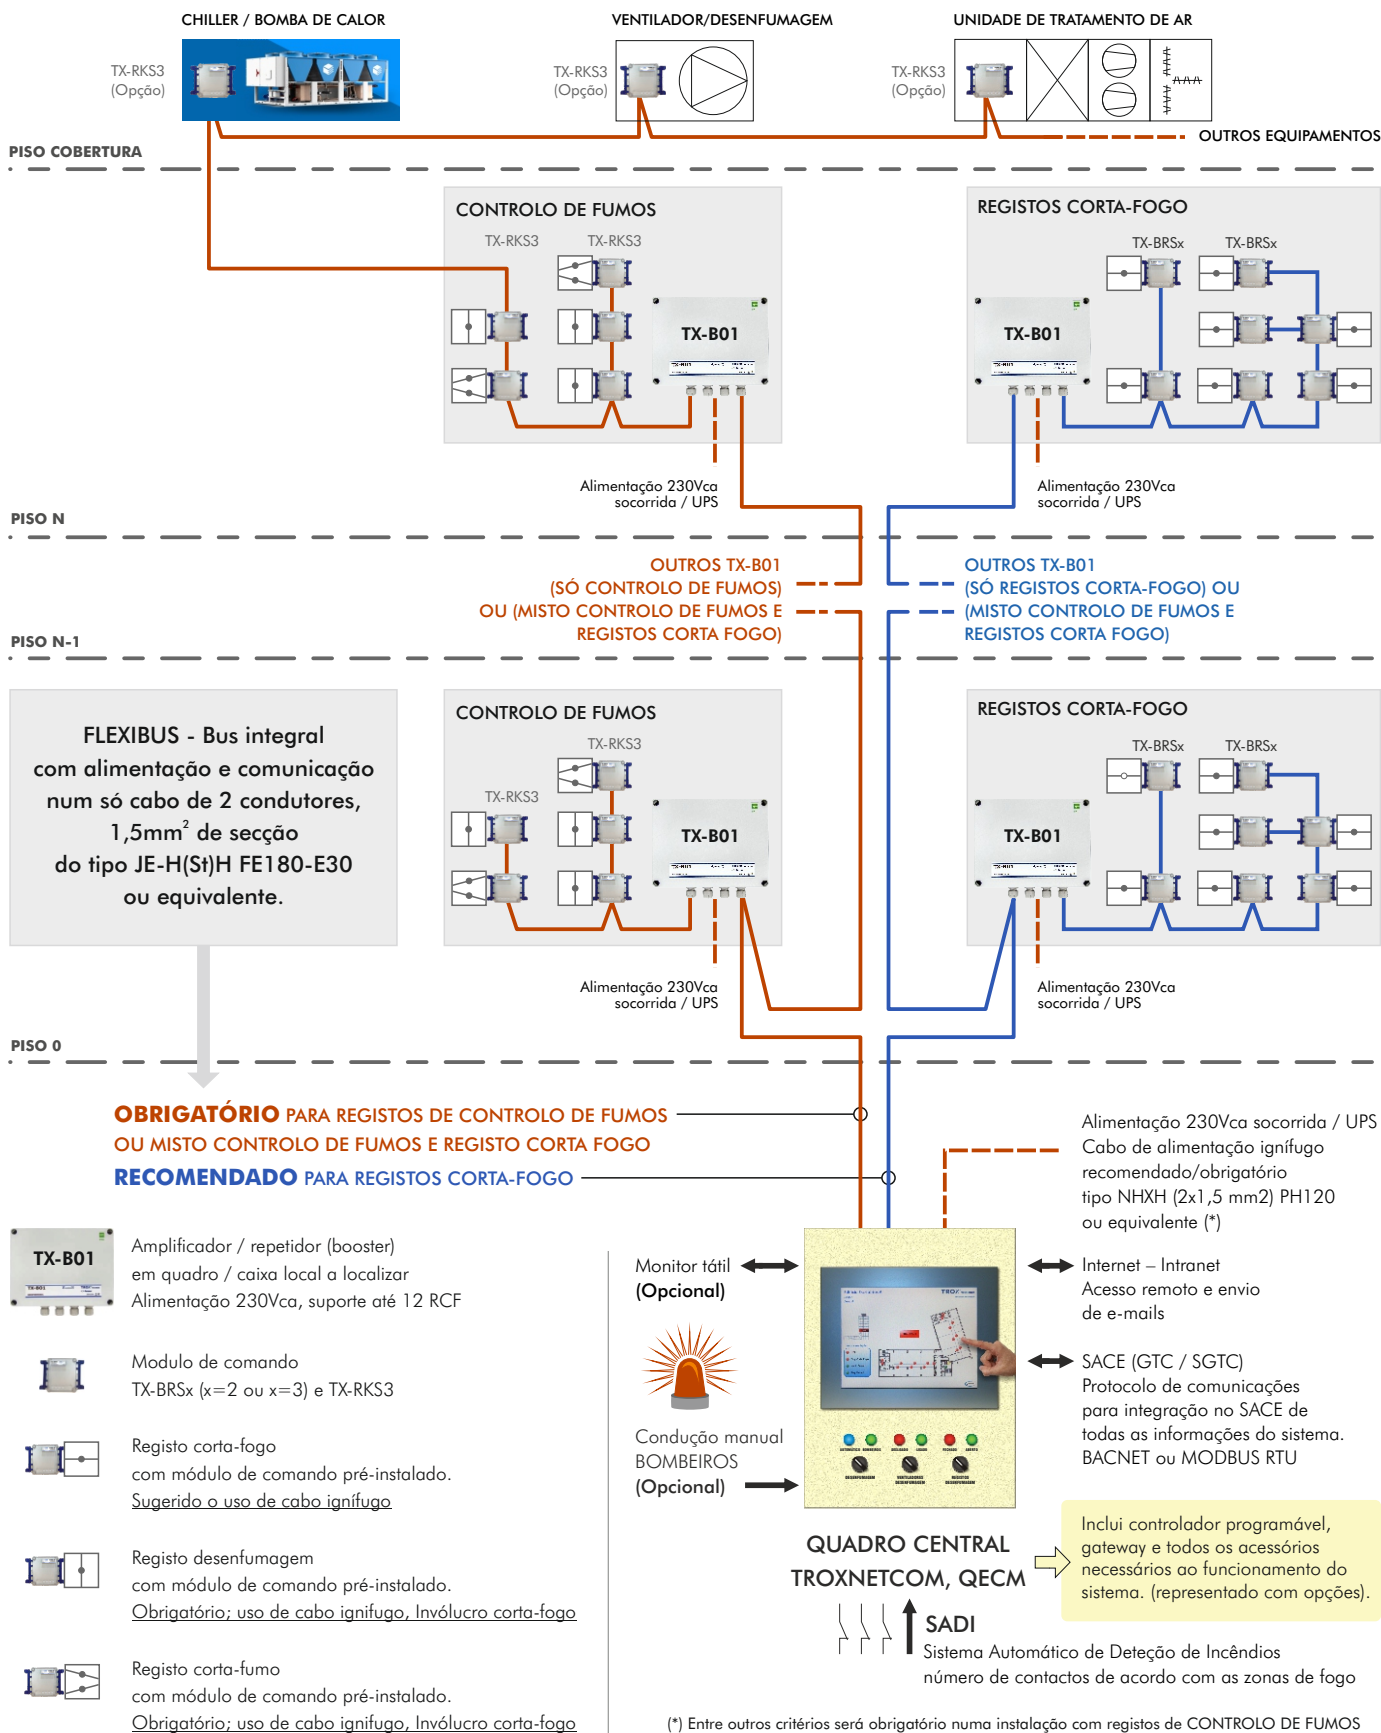 CHILLER / BOMBA DE CALOR
VENTILADOR/DESENFUMAGEM
UNIDADE DE TRATAMENTO DE AR
TX-RKS3
(Opção)
TX-RKS3
(Opção)
TX-RKS3
(Opção)
OUTROS EQUIPAMENTOS
PISO COBERTURA
CONTROLO DE FUMOS
TX-RKS3
TX-RKS3
TX-B01
REGISTOS CORTA-FOGO
TX-BRSx
TX-BRSx
TX-B01
Alimentação 230Vca
socorrida / UPS
Alimentação 230Vca
socorrida / UPS
PISO N
OUTROS TX-B01
(SÓ CONTROLO DE FUMOS)
OU (MISTO CONTROLO DE FUMOS E
REGISTOS CORTA FOGO)
OUTROS TX-B01
(SÓ REGISTOS CORTA-FOGO) OU
(MISTO CONTROLO DE FUMOS E
REGISTOS CORTA FOGO)
PISO N-1
FLEXIBUS - Bus integral
com alimentação e comunicação
num só cabo de 2 condutores,
1,5mm² de secção
do tipo JE-H(St)H FE180-E30
ou equivalente.
CONTROLO DE FUMOS
TX-RKS3
TX-RKS3
TX-B01
REGISTOS CORTA-FOGO
TX-BRSx
TX-BRSx
TX-B01
Alimentação 230Vca
socorrida / UPS
Alimentação 230Vca
socorrida / UPS
PISO 0
OBRIGATÓRIO PARA REGISTOS DE CONTROLO DE FUMOS
OU MISTO CONTROLO DE FUMOS E REGISTO CORTA FOGO
RECOMENDADO PARA REGISTOS CORTA-FOGO
Alimentação 230Vca socorrida / UPS
Cabo de alimentação ignífugo
recomendado/obrigatório
tipo NHXH (2x1,5 mm2) PH120
ou equivalente (*)
TX-B01
Amplificador / repetidor (booster)
em quadro / caixa local a localizar
Alimentação 230Vca, suporte até 12 RCF
Modulo de comando
TX-BRSx (x=2 ou x=3) e TX-RKS3
Registo corta-fogo
com módulo de comando pré-instalado.
Sugerido o uso de cabo ignífugo
Registo desenfumagem
com módulo de comando pré-instalado.
Obrigatório; uso de cabo ignifugo, Invólucro corta-fogo
Registo corta-fumo
com módulo de comando pré-instalado.
Obrigatório; uso de cabo ignifugo, Invólucro corta-fogo
Monitor tátil
(Opcional)
Condução manual
BOMBEIROS
(Opcional)
TROX
AUTOMÁTICO BOMBEIROS DESLIGADO LIGADO FECHADO ABERTO
DESENFUMAGEM
VENTILADORES
DESENFUMAGEM
REGISTOS
DESENFUMAGEM
Internet – Intranet
Acesso remoto e envio
de e-mails
SACE (GTC / SGTC)
Protocolo de comunicações
para integração no SACE de
todas as informações do sistema.
BACNET ou MODBUS RTU
QUADRO CENTRAL
TROXNETCOM, QECM
Inclui controlador programável,
gateway e todos os acessórios
necessários ao funcionamento do
sistema. (representado com opções).
SADI
Sistema Automático de Deteção de Incêndios
número de contactos de acordo com as zonas de fogo
(*) Entre outros critérios será obrigatório numa instalação com registos de CONTROLO DE FUMOS